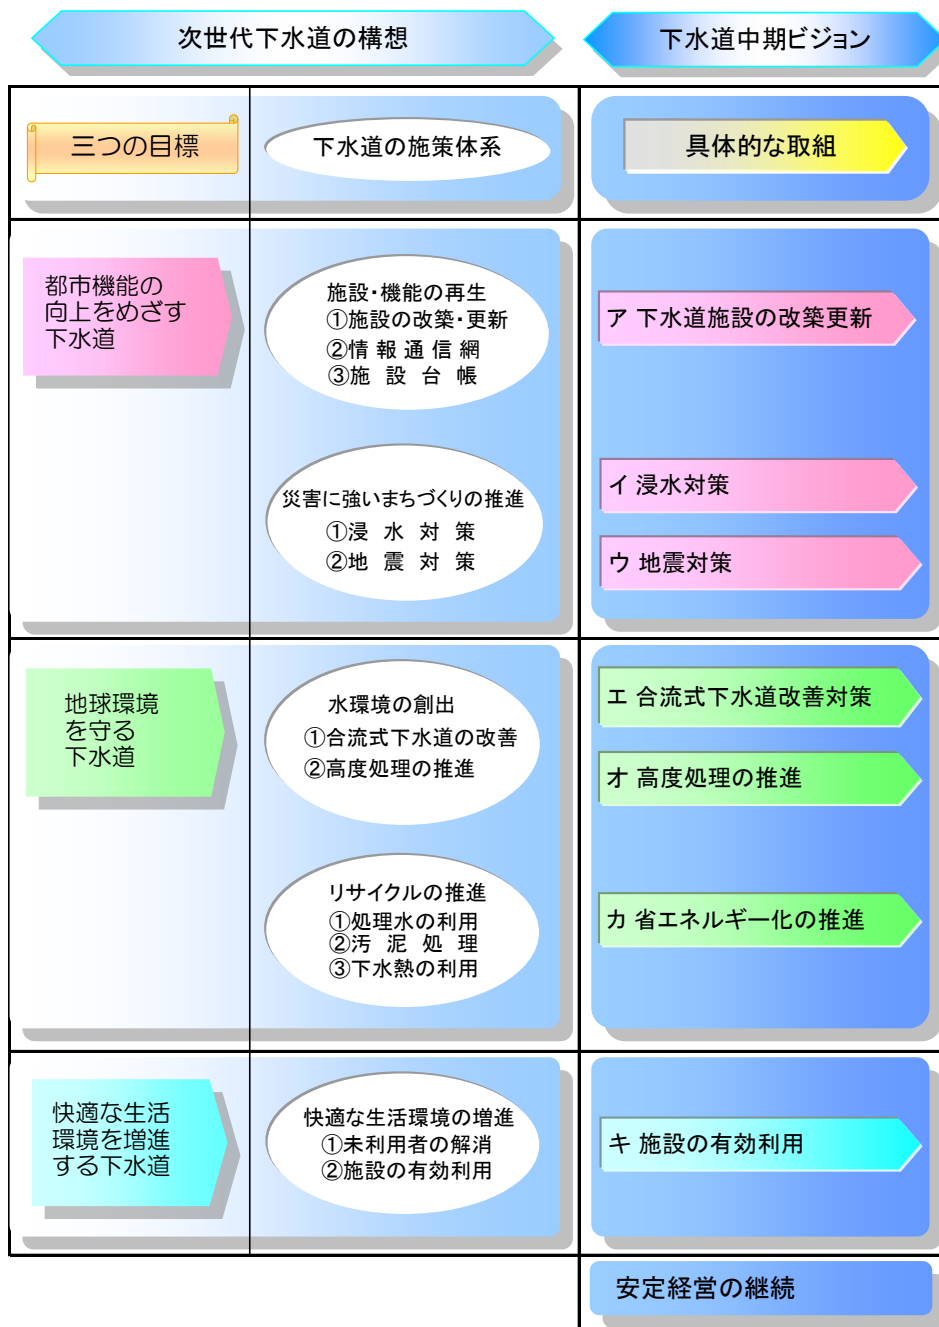 次世代下水道の構想
下水道中期ビジョン
三つの目標
下水道の施策体系
具体的な取組
都市機能の
向上をめざす
下水道
施設・機能の再生
①施設の改築・更新
②情報通信網
③施設台帳
災害に強いまちづくりの推進
①浸水対策
②地震対策
ア 下水道施設の改築更新
イ 浸水対策
ウ 地震対策
地球環境
を守る
下水道
水環境の創出
①合流式下水道の改善
②高度処理の推進
リサイクルの推進
①処理水の利用
②汚泥処理
③下水熱の利用
エ 合流式下水道改善対策
オ 高度処理の推進
カ 省エネルギー化の推進
快適な生活
環境を増進
する下水道
快適な生活環境の増進
①未利用者の解消
②施設の有効利用
キ 施設の有効利用
安定経営の継続